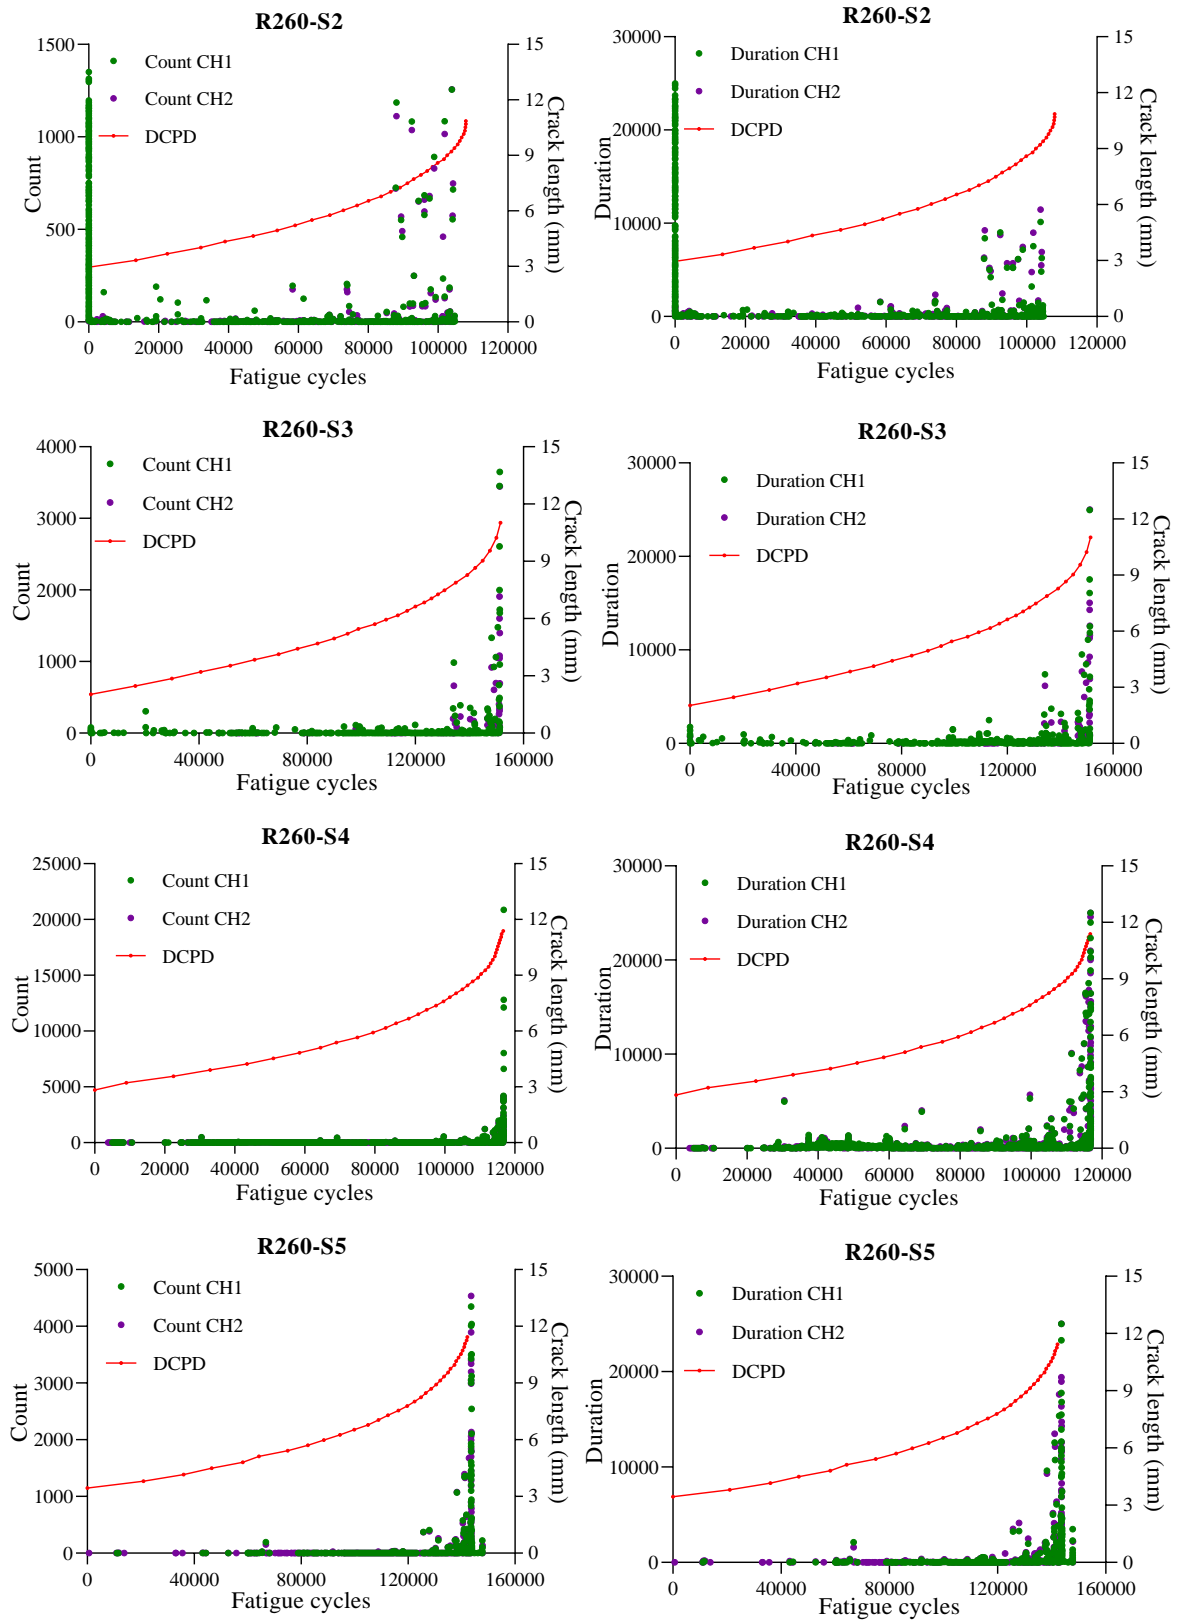 R260-S2
1500
1000
500
0
Count
Count CH1
Count CH2
DCPD
15
12
9
6
3
0
Crack length (mm)
0 20000 40000 60000 80000 100000 120000
Fatigue cycles
R260-S2
30000
20000
10000
0
Duration
Duration CH1
Duration CH2
DCPD
15
12
9
6
3
0
Crack length (mm)
0 20000 40000 60000 80000 100000 120000
Fatigue cycles
R260-S3
4000
3000
2000
1000
0
Count
Count CH1
Count CH2
DCPD
15
12
9
6
3
0
Crack length (mm)
0 40000 80000 120000 160000
Fatigue cycles
R260-S3
30000
20000
10000
0
Duration
Duration CH1
Duration CH2
DCPD
15
12
9
6
3
0
Crack length (mm)
0 40000 80000 120000 160000
Fatigue cycles
R260-S4
25000
20000
15000
10000
5000
0
Count
Count CH1
Count CH2
DCPD
15
12
9
6
3
0
Crack length (mm)
0 20000 40000 60000 80000 100000 120000
Fatigue cycles
R260-S4
30000
20000
10000
0
Duration
Duration CH1
Duration CH2
DCPD
15
12
9
6
3
0
Crack length (mm)
0 20000 40000 60000 80000 100000 120000
Fatigue cycles
R260-S5
5000
4000
3000
2000
1000
0
Count
Count CH1
Count CH2
DCPD
15
12
9
6
3
0
Crack length (mm)
0 40000 80000 120000 160000
Fatigue cycles
R260-S5
30000
20000
10000
0
Duration
Duration CH1
Duration CH2
DCPD
15
12
9
6
3
0
Crack length (mm)
0 40000 80000 120000 160000
Fatigue cycles